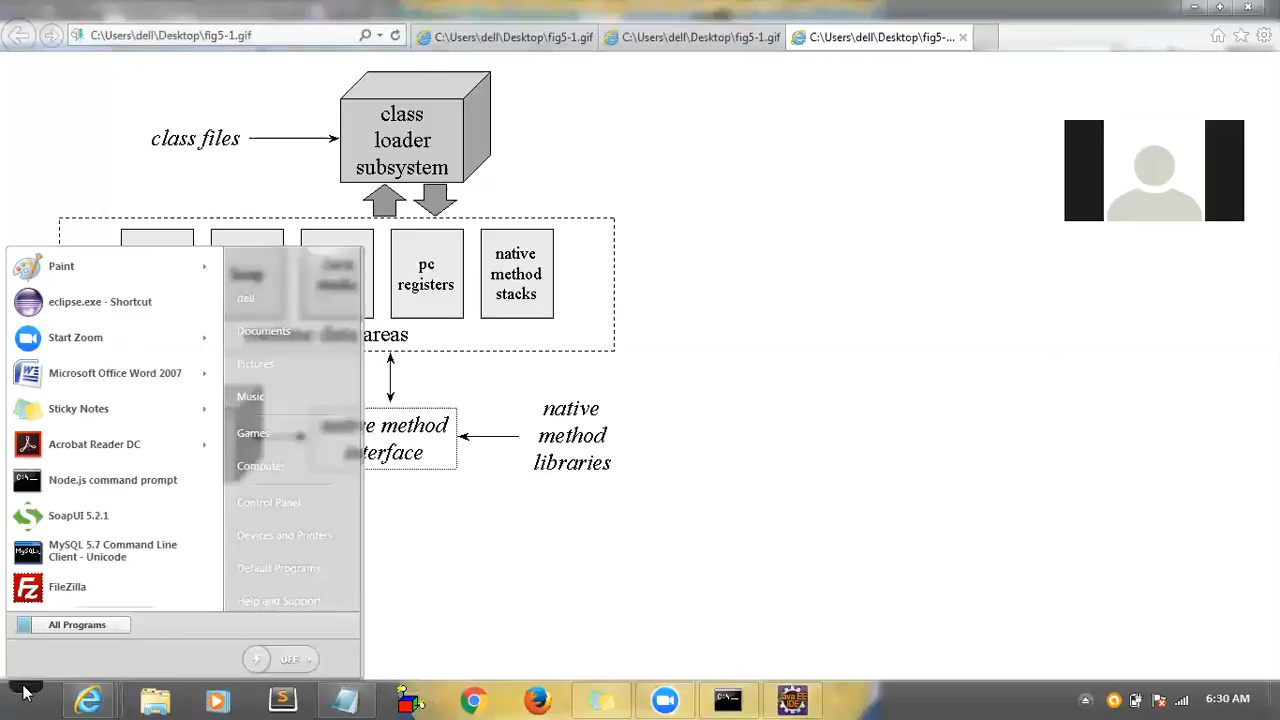 C:\Users\dell\Desktop\fig5-1.gif
C:\Users\dell\Desktop\fig5-1.gif
C:\Users\dell\Desktop\fig5-1.gif
C:\Users\dell\Desktop\fig5-...
class
loader
subsystem
class files
pc
registers
native
method
stacks
areas
method
native
method
libraries
Paint
eclipse.exe - Shortcut
Start Zoom
Microsoft Office Word 2007
Sticky Notes
Acrobat Reader DC
Node.js command prompt
SoapUI 5.2.1
MySQL 5.7 Command Line
Client - Unicode
FileZilla
All Programs
dell
Documents
Pictures
Music
Games
Computer
Control Panel
Devices and Printers
Default Programs
Help and Support
OFF
Java EE
IDE
6:30 AM